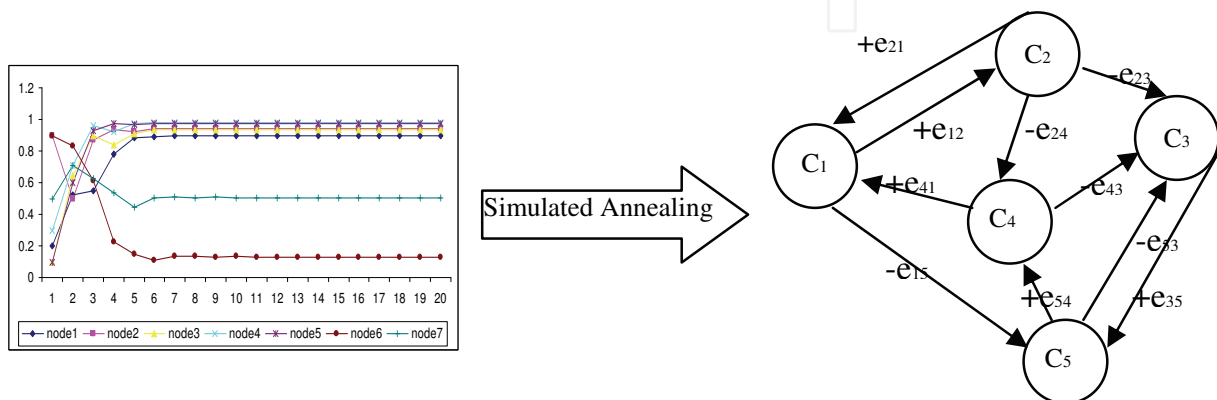 1.2
1
0.8
0.6
0.4
0.2
0
1 2 3 4 5 6 7 8 9 10 11 12 13 14 15 16 17 18 19 20
node1 node2 node3 node4 node5 node6 node7
Simulated Annealing
+e21
C2
-e23
+e12
-e24
C1
C3
+e41
-e43
C4
-e53
-e15
+e54
+e35
C5